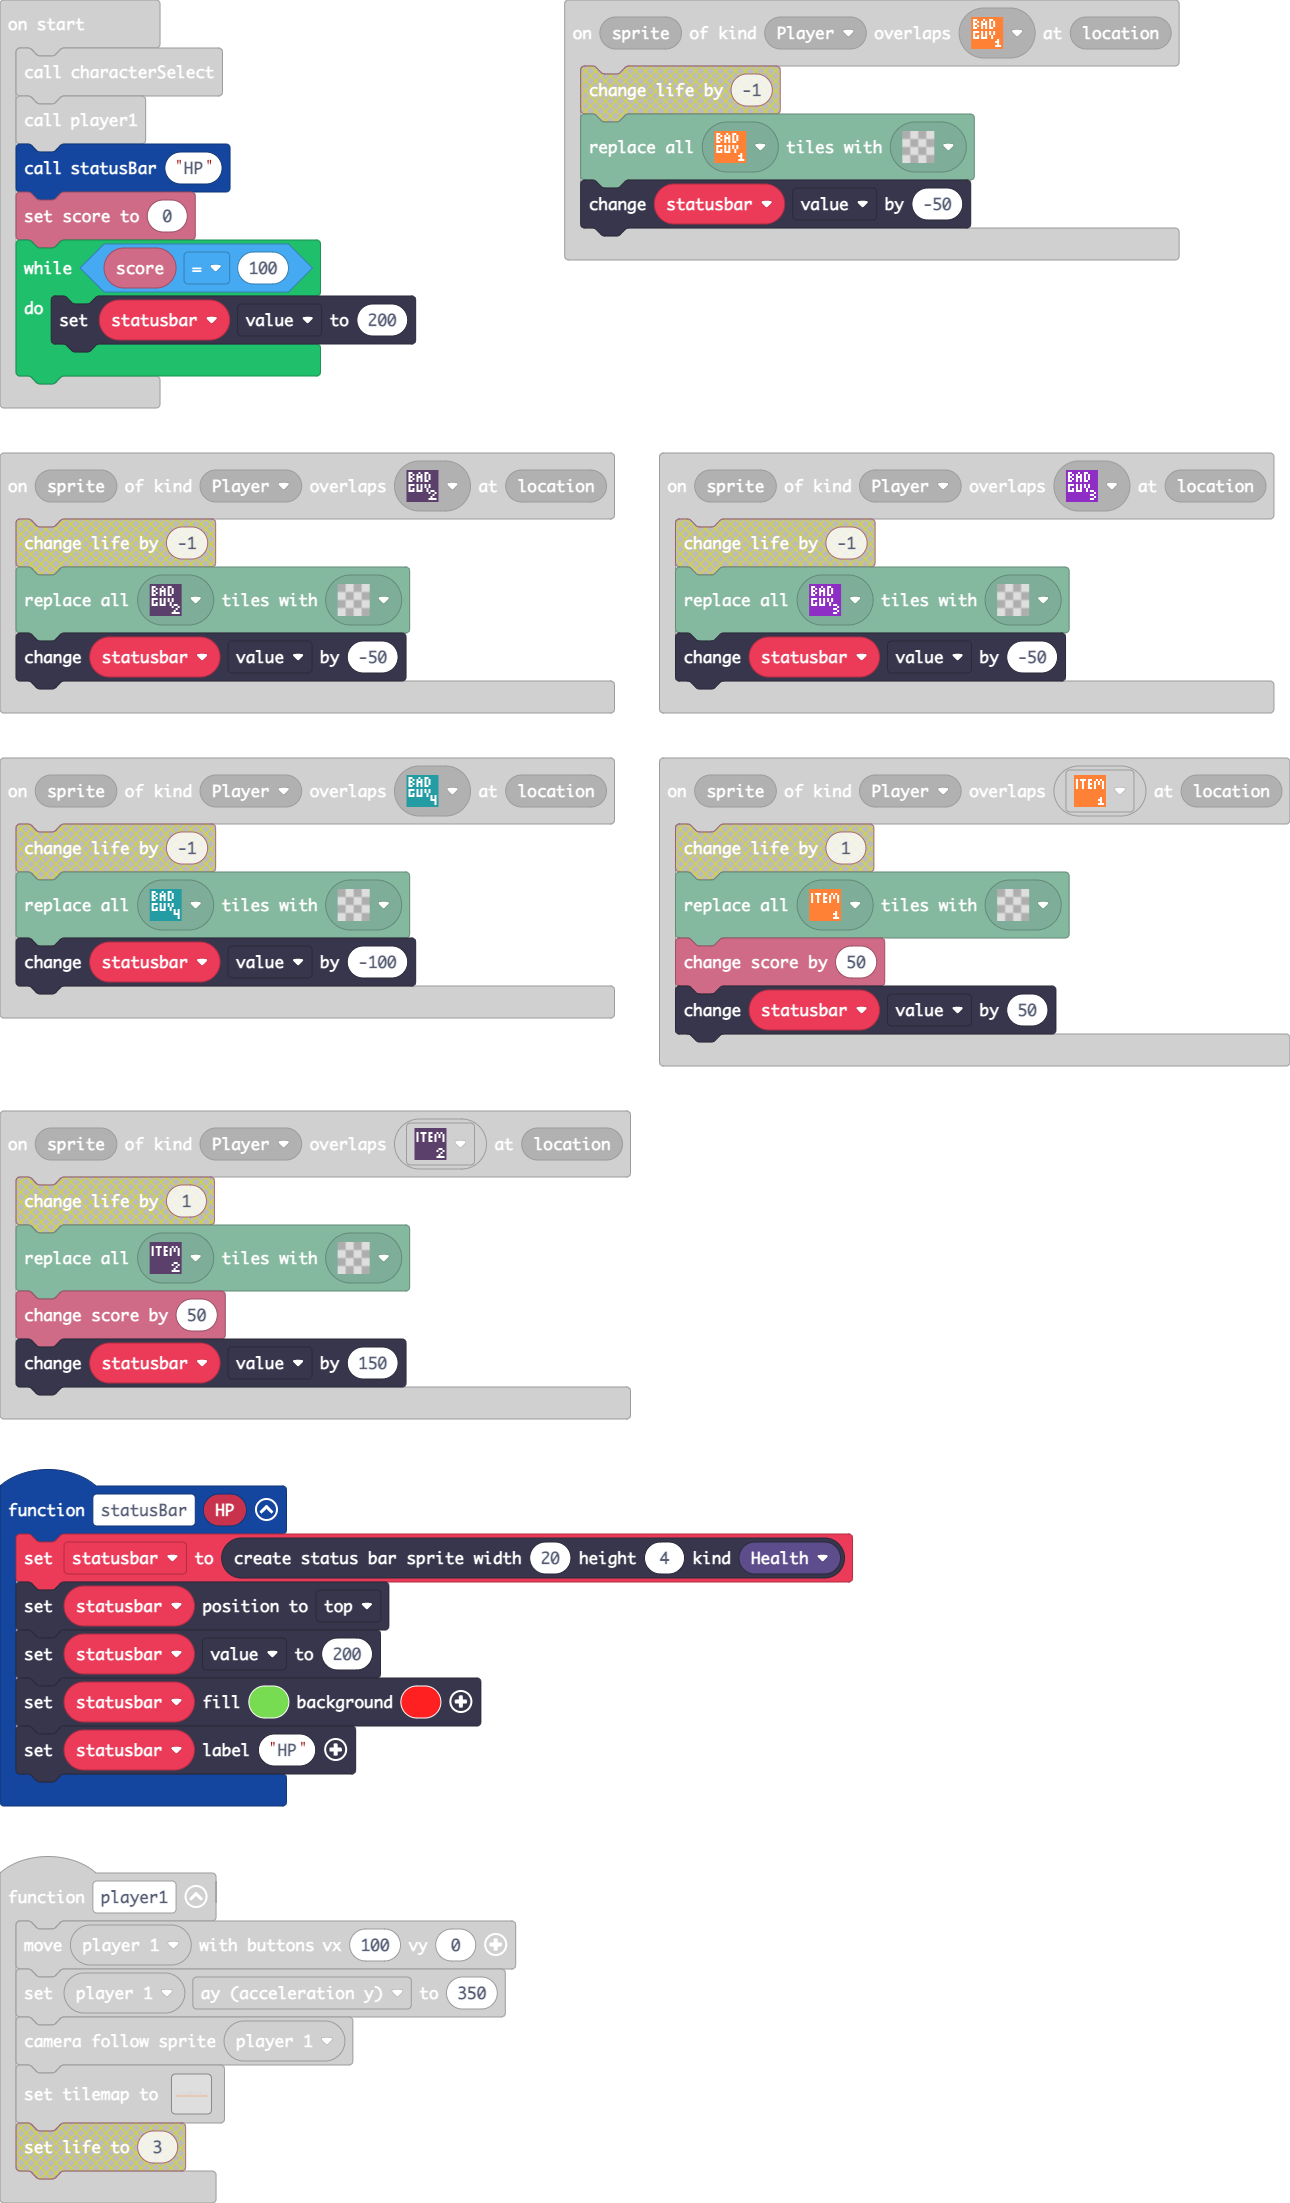 on start
call characterSelect
call player1
call statusBar "HP"
set score to 0
while score = 100
do set statusbar value to 200
on sprite of kind Player overlaps BAD GUY 1 at location
change life by -1
replace all BAD GUY 1 tiles with
change statusbar value by -50
on sprite of kind Player overlaps BAD GUY 2 at location
change life by -1
replace all BAD GUY 2 tiles with
change statusbar value by -50
on sprite of kind Player overlaps BAD GUY 3 at location
change life by -1
replace all BAD GUY 3 tiles with
change statusbar value by -50
on sprite of kind Player overlaps BAD GUY 4 at location
change life by -1
replace all BAD GUY 4 tiles with
change statusbar value by -100
on sprite of kind Player overlaps ITEM 1 at location
change life by 1
replace all ITEM 1 tiles with
change score by 50
change statusbar value by 50
on sprite of kind Player overlaps ITEM 2 at location
change life by 1
replace all ITEM 2 tiles with
change score by 50
change statusbar value by 150
function statusBar HP
set statusbar to create status bar sprite width 20 height 4 kind Health
set statusbar position to top
set statusbar value to 200
set statusbar fill background
set statusbar label "HP"
function player1
move player 1 with buttons vx 100 vy 0
set player 1 ay (acceleration y) to 350
camera follow sprite player 1
set tilemap to
set life to 3